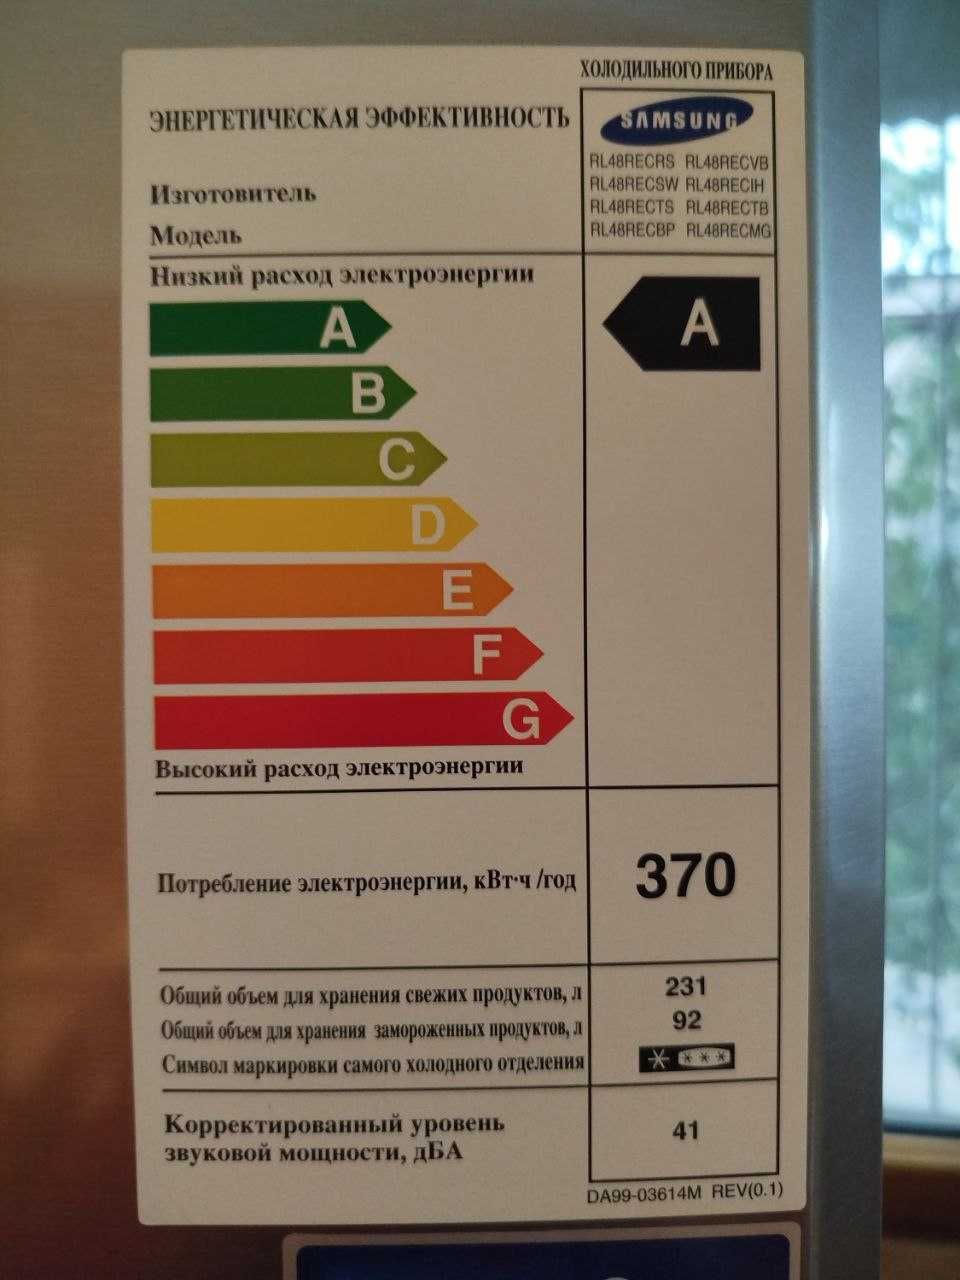 ХОЛОДИЛЬНОГО ПРИБОРА
ЭНЕРГЕТИЧЕСКАЯ ЭФФЕКТИВНОСТЬ
SAMSUNG
Изготовитель
Модель
RL48RECRS RL48RECVB
RL48RECSW RL48RECIH
RL48RECTS RL48RECTB
RL48RECBP RL48RECMG
Низкий расход электроэнергии
A A
B
C
D
E
F
G
Высокий расход электроэнергии
Потребление электроэнергии, кВт·ч /год 370
Общий объем для хранения свежих продуктов, л 231
Общий объем для хранения замороженных продуктов, л 92
Символ маркировки самого холодного отделения
Корректированный уровень
звуковой мощности, дБА 41
DA99-03614M REV(0.1)